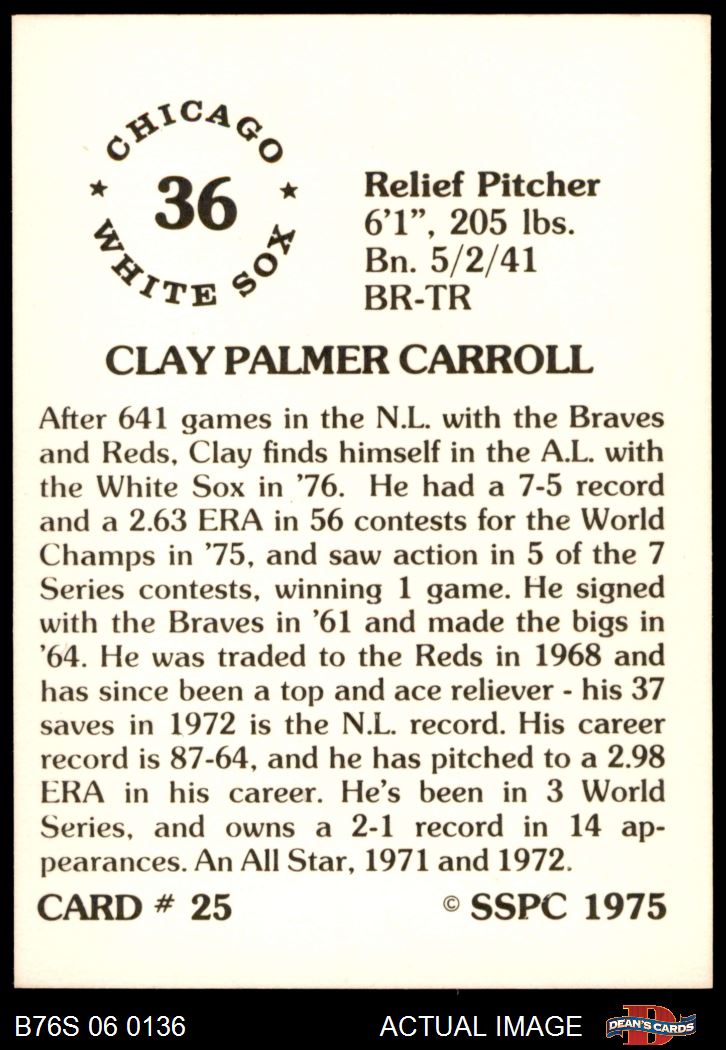 CHICAGO
★ 36 ★
WHITE SOX
Relief Pitcher
6'1”, 205 lbs.
Bn. 5/2/41
BR-TR
CLAY PALMER CARROLL
After 641 games in the N.L. with the Braves
and Reds, Clay finds himself in the A.L. with
the White Sox in '76. He had a 7-5 record
and a 2.63 ERA in 56 contests for the World
Champs in '75, and saw action in 5 of the 7
Series contests, winning 1 game. He signed
with the Braves in '61 and made the bigs in
'64. He was traded to the Reds in 1968 and
has since been a top and ace reliever - his 37
saves in 1972 is the N.L. record. His career
record is 87-64, and he has pitched to a 2.98
ERA in his career. He's been in 3 World
Series, and owns a 2-1 record in 14 ap-
pearances. An All Star, 1971 and 1972.
CARD # 25 © SSPC 1975
B76S 06 0136 ACTUAL IMAGE DEAN'S CARDS